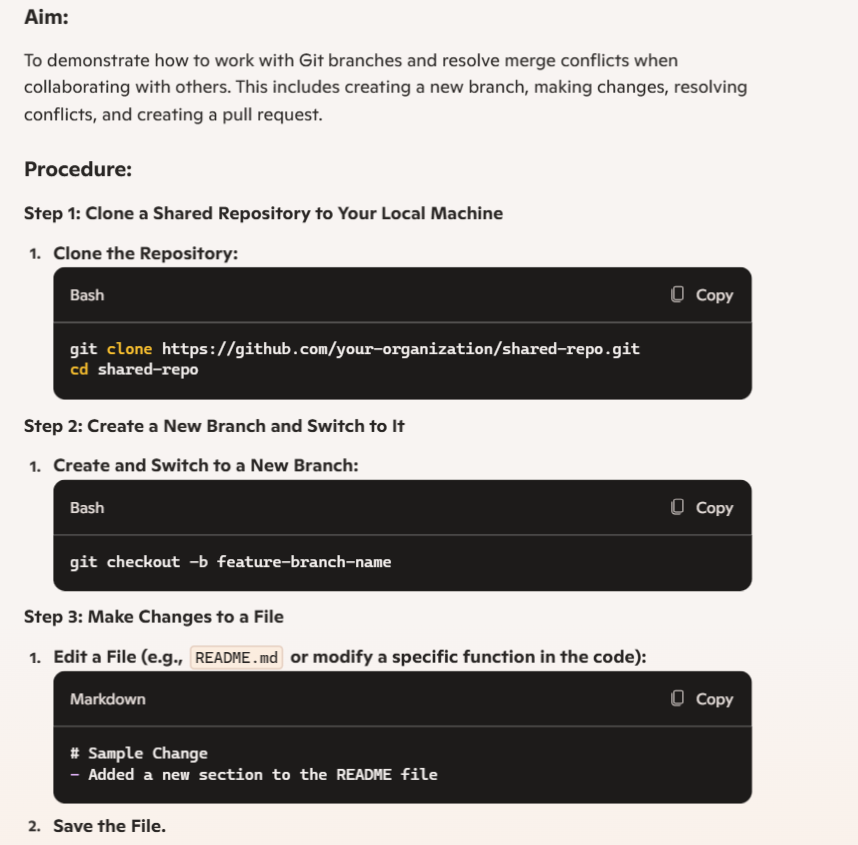 Aim:
To demonstrate how to work with Git branches and resolve merge conflicts when
collaborating with others. This includes creating a new branch, making changes, resolving
conflicts, and creating a pull request.
Procedure:
Step 1: Clone a Shared Repository to Your Local Machine
1. Clone the Repository:
Bash Copy
git clone https://github.com/your-organization/shared-repo.git
cd shared-repo
Step 2: Create a New Branch and Switch to It
1. Create and Switch to a New Branch:
Bash Copy
git checkout -b feature-branch-name
Step 3: Make Changes to a File
1. Edit a File (e.g., README.md or modify a specific function in the code):
Markdown Copy
# Sample Change
- Added a new section to the README file
2. Save the File.